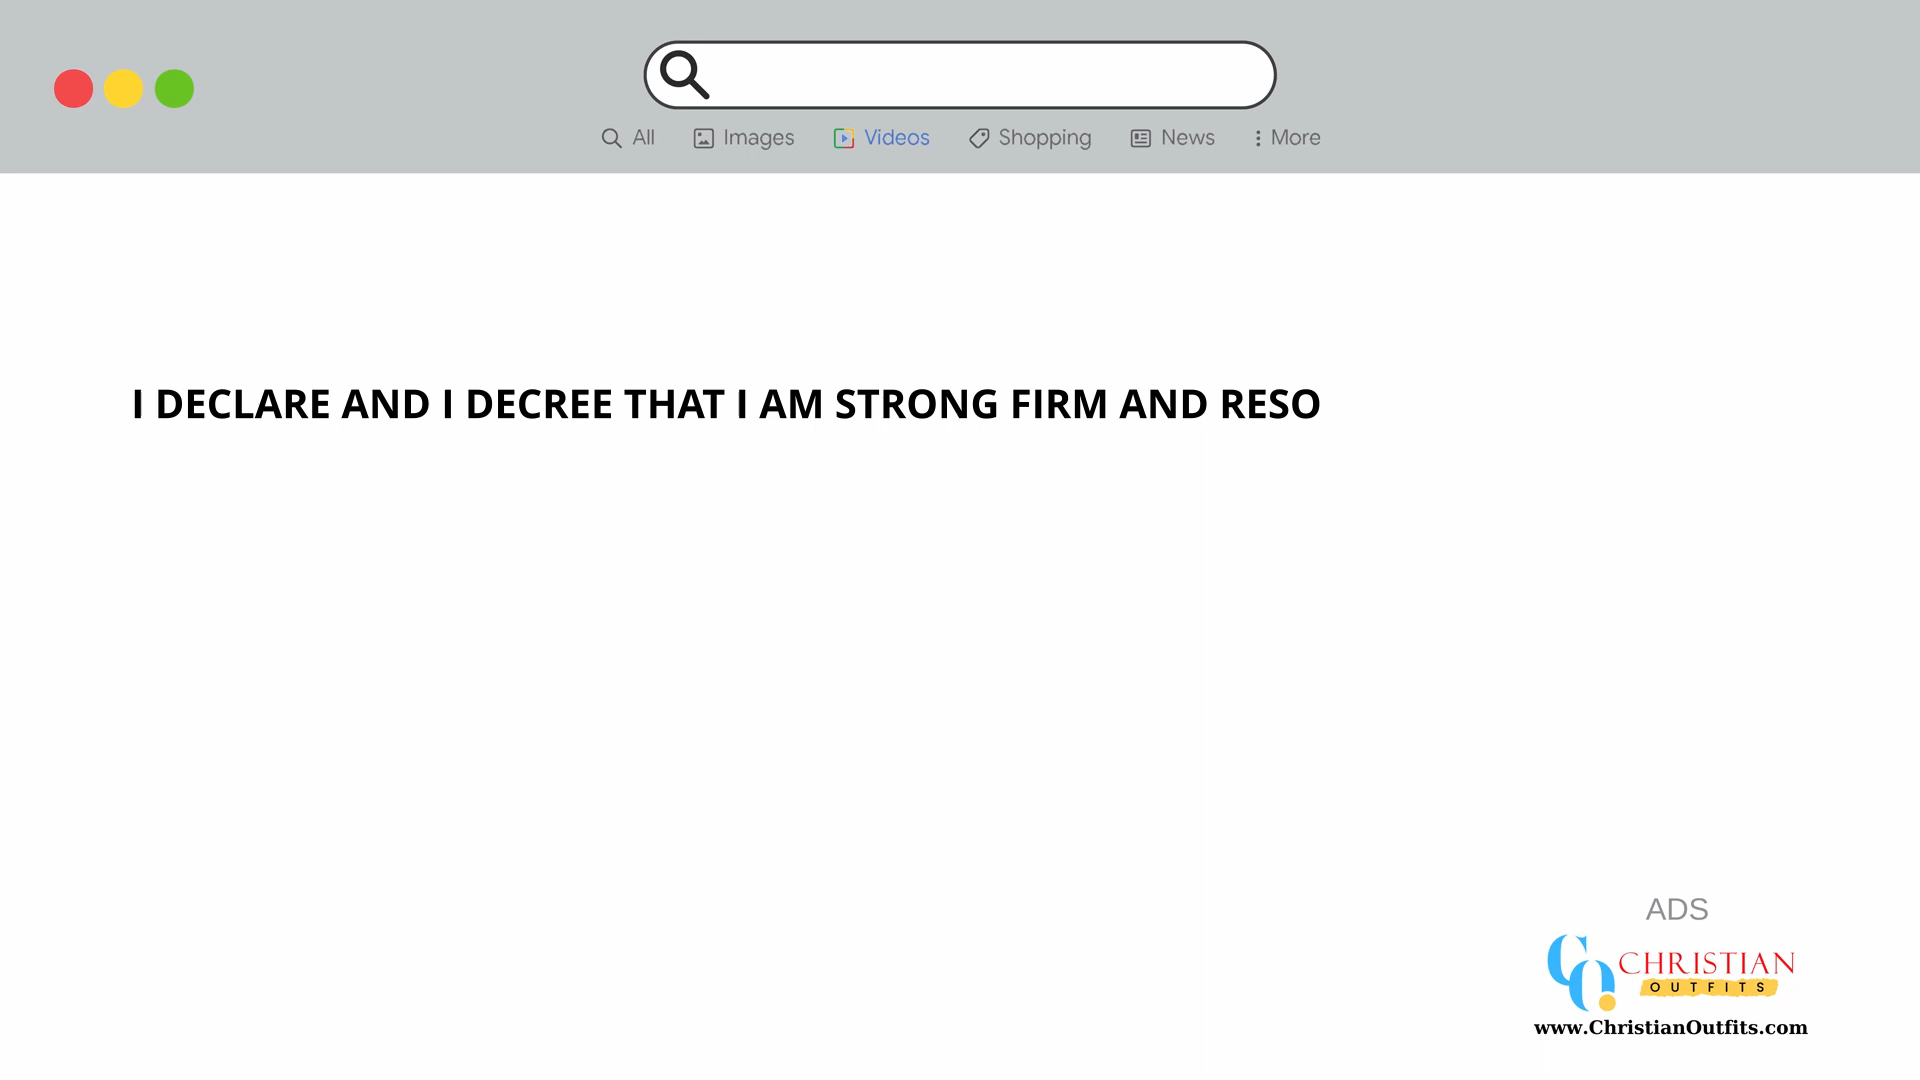 All Images Videos Shopping News More
I DECLARE AND I DECREE THAT I AM STRONG FIRM AND RESO
ADS
CO
CHRISTIAN
OUTFITS
www.ChristianOutfits.com